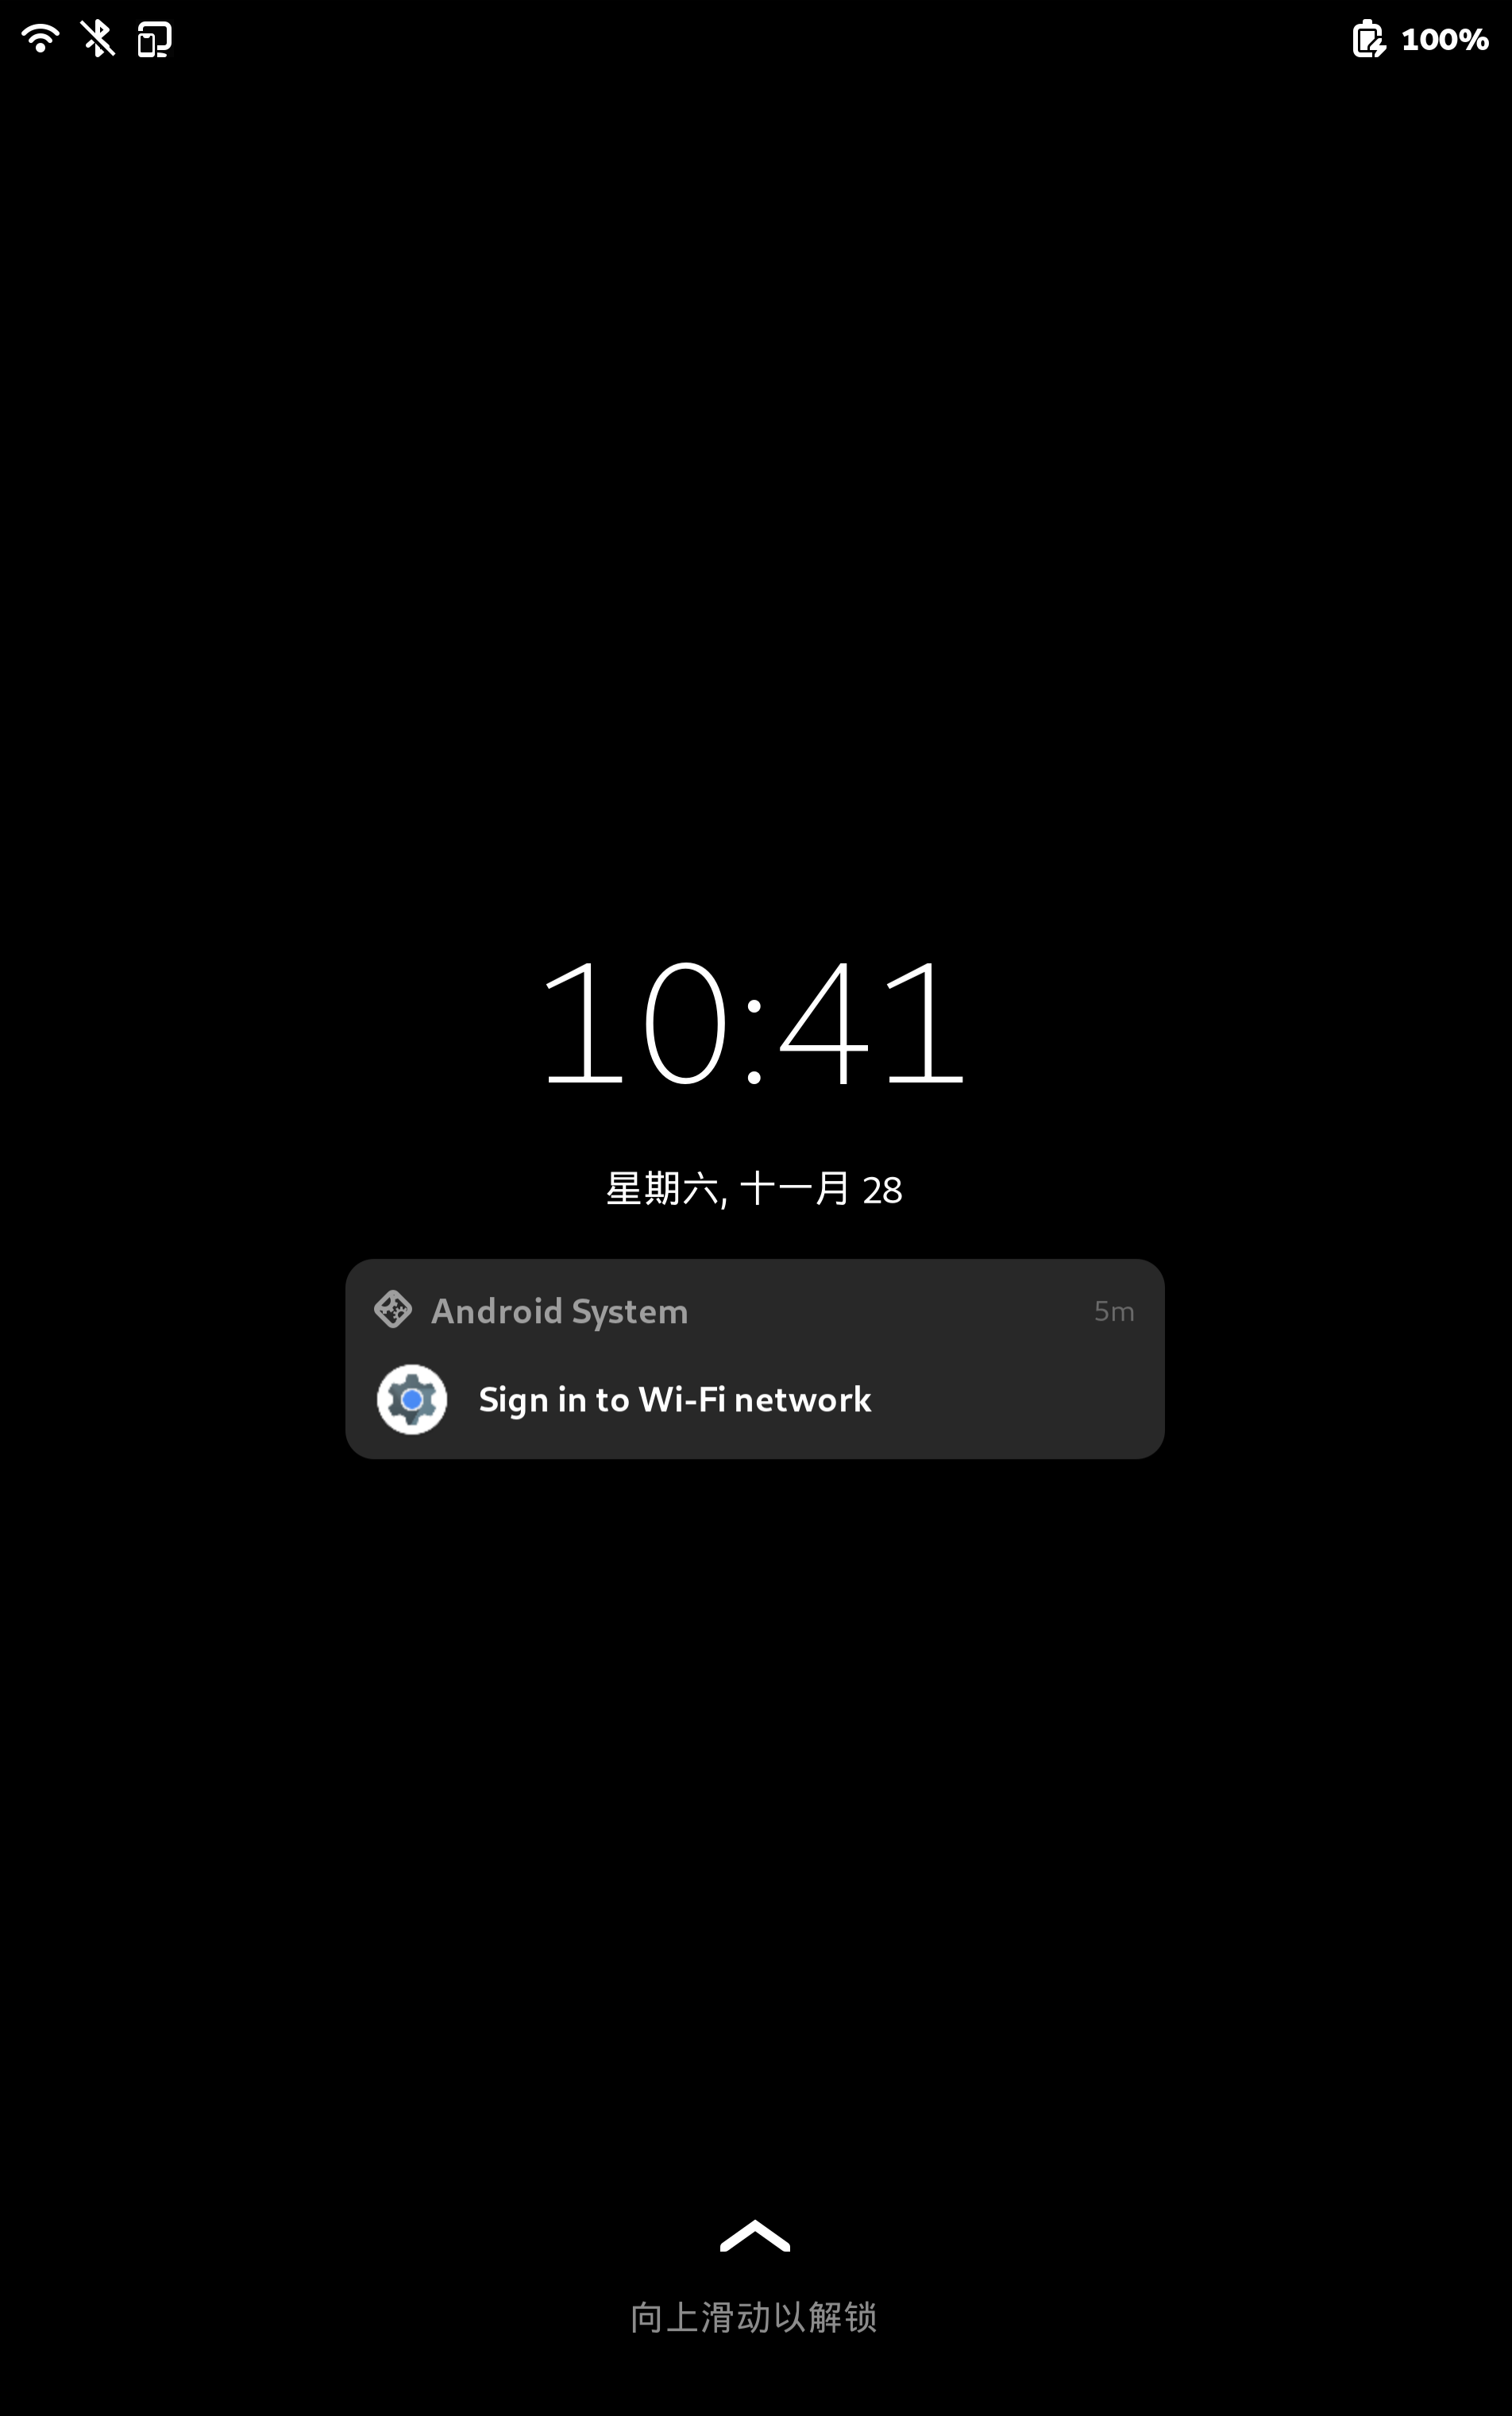 100%
10:41
星期六, 十一月 28
Android System 5m
Sign in to Wi-Fi network
向上滑动以解锁